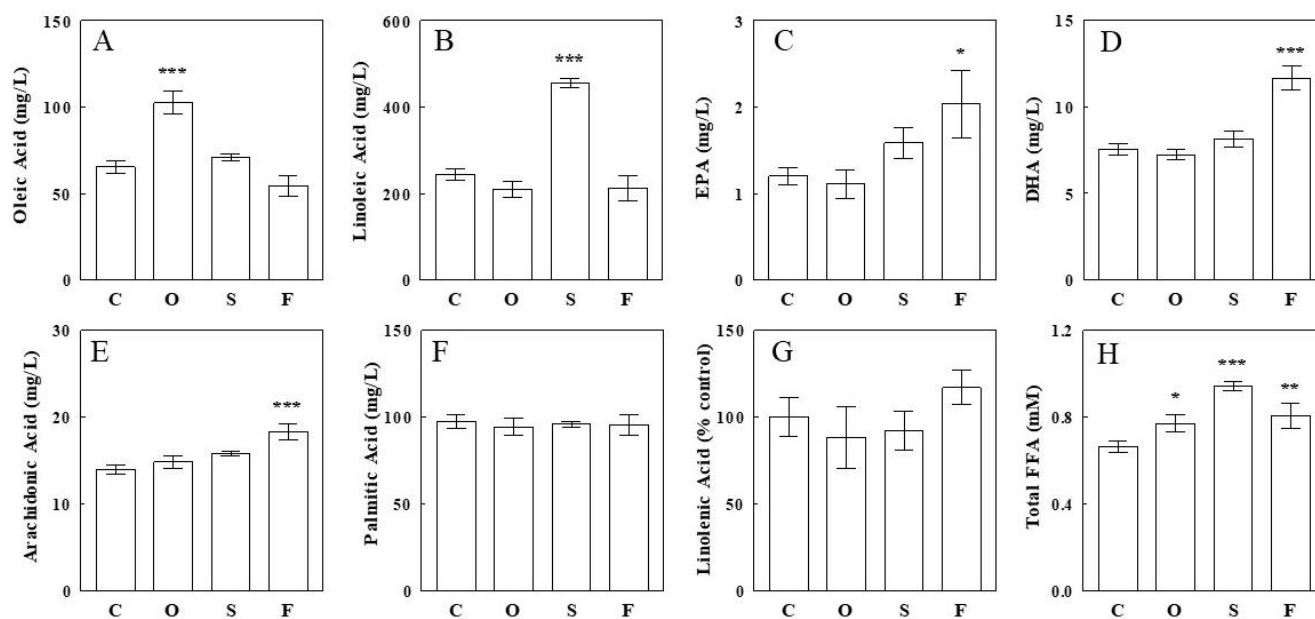 A
Oleic Acid (mg/L)
150
100
50
0
***
C O S F
B
Linoleic Acid (mg/L)
600
400
200
0
***
C O S F
C
EPA (mg/L)
3
2
1
0
*
C O S F
D
DHA (mg/L)
15
10
5
0
***
C O S F
E
Arachidonic Acid (mg/L)
30
20
10
0
***
C O S F
F
Palmitic Acid (mg/L)
150
100
50
0
C O S F
G
Linolenic Acid (% control)
150
100
50
0
C O S F
H
Total FFA (mM)
1.2
0.8
0.4
0.0
*
***
**
C O S F